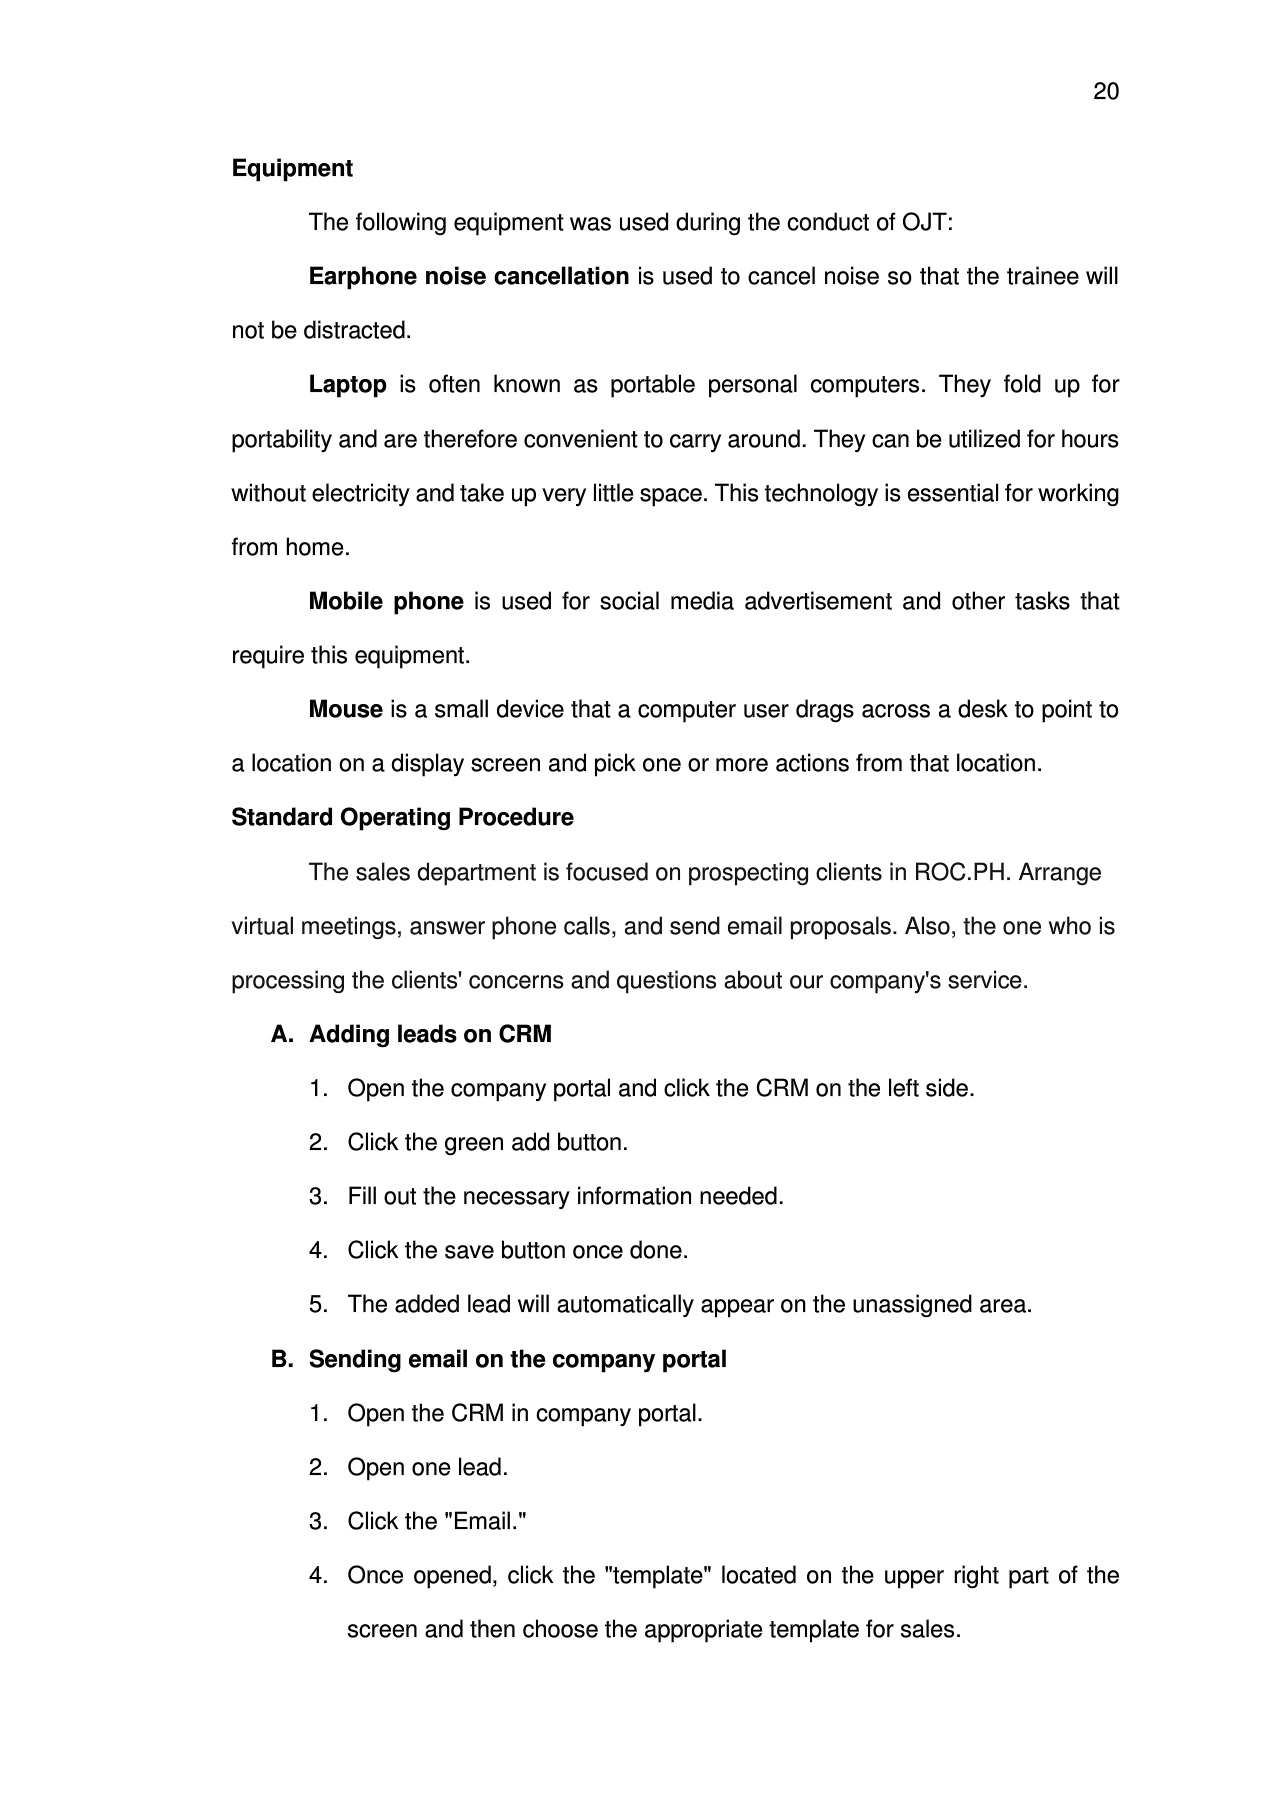 20
Equipment
The following equipment was used during the conduct of OJT:
Earphone noise cancellation is used to cancel noise so that the trainee will
not be distracted.
Laptop is often known as portable personal computers. They fold up for
portability and are therefore convenient to carry around. They can be utilized for hours
without electricity and take up very little space. This technology is essential for working
from home.
Mobile phone is used for social media advertisement and other tasks that
require this equipment.
Mouse is a small device that a computer user drags across a desk to point to
a location on a display screen and pick one or more actions from that location.
Standard Operating Procedure
The sales department is focused on prospecting clients in ROC.PH. Arrange
virtual meetings, answer phone calls, and send email proposals. Also, the one who is
processing the clients' concerns and questions about our company's service.
A. Adding leads on CRM
1. Open the company portal and click the CRM on the left side.
2. Click the green add button.
3. Fill out the necessary information needed.
4. Click the save button once done.
5. The added lead will automatically appear on the unassigned area.
B. Sending email on the company portal
1. Open the CRM in company portal.
2. Open one lead.
3. Click the "Email."
4. Once opened, click the "template" located on the upper right part of the
screen and then choose the appropriate template for sales.